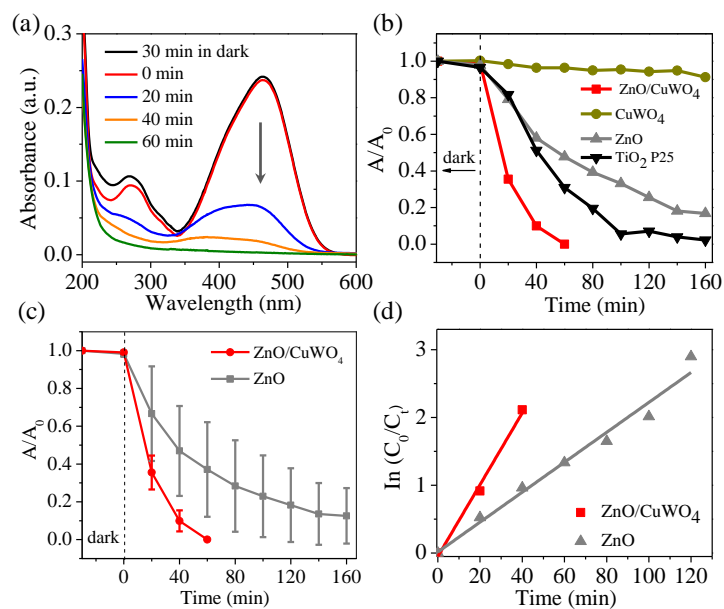 (a)
0.3
0.2
0.1
0.0
Absorbance (a.u.)
30 min in dark
0 min
20 min
40 min
60 min
200 300 400 500 600
Wavelength (nm)
(b)
1.0
0.8
0.6
0.4
0.2
0.0
A/A₀
dark
ZnO/CuWO₄
CuWO₄
ZnO
TiO₂ P25
0 40 80 120 160
Time (min)
(c)
1.0
0.8
0.6
0.4
0.2
0.0
A/A₀
ZnO/CuWO₄
ZnO
dark
0 40 80 120 160
Time (min)
(d)
3
2
1
0
In (C₀/Cₜ)
ZnO/CuWO₄
ZnO
0 20 40 60 80 100 120
Time (min)